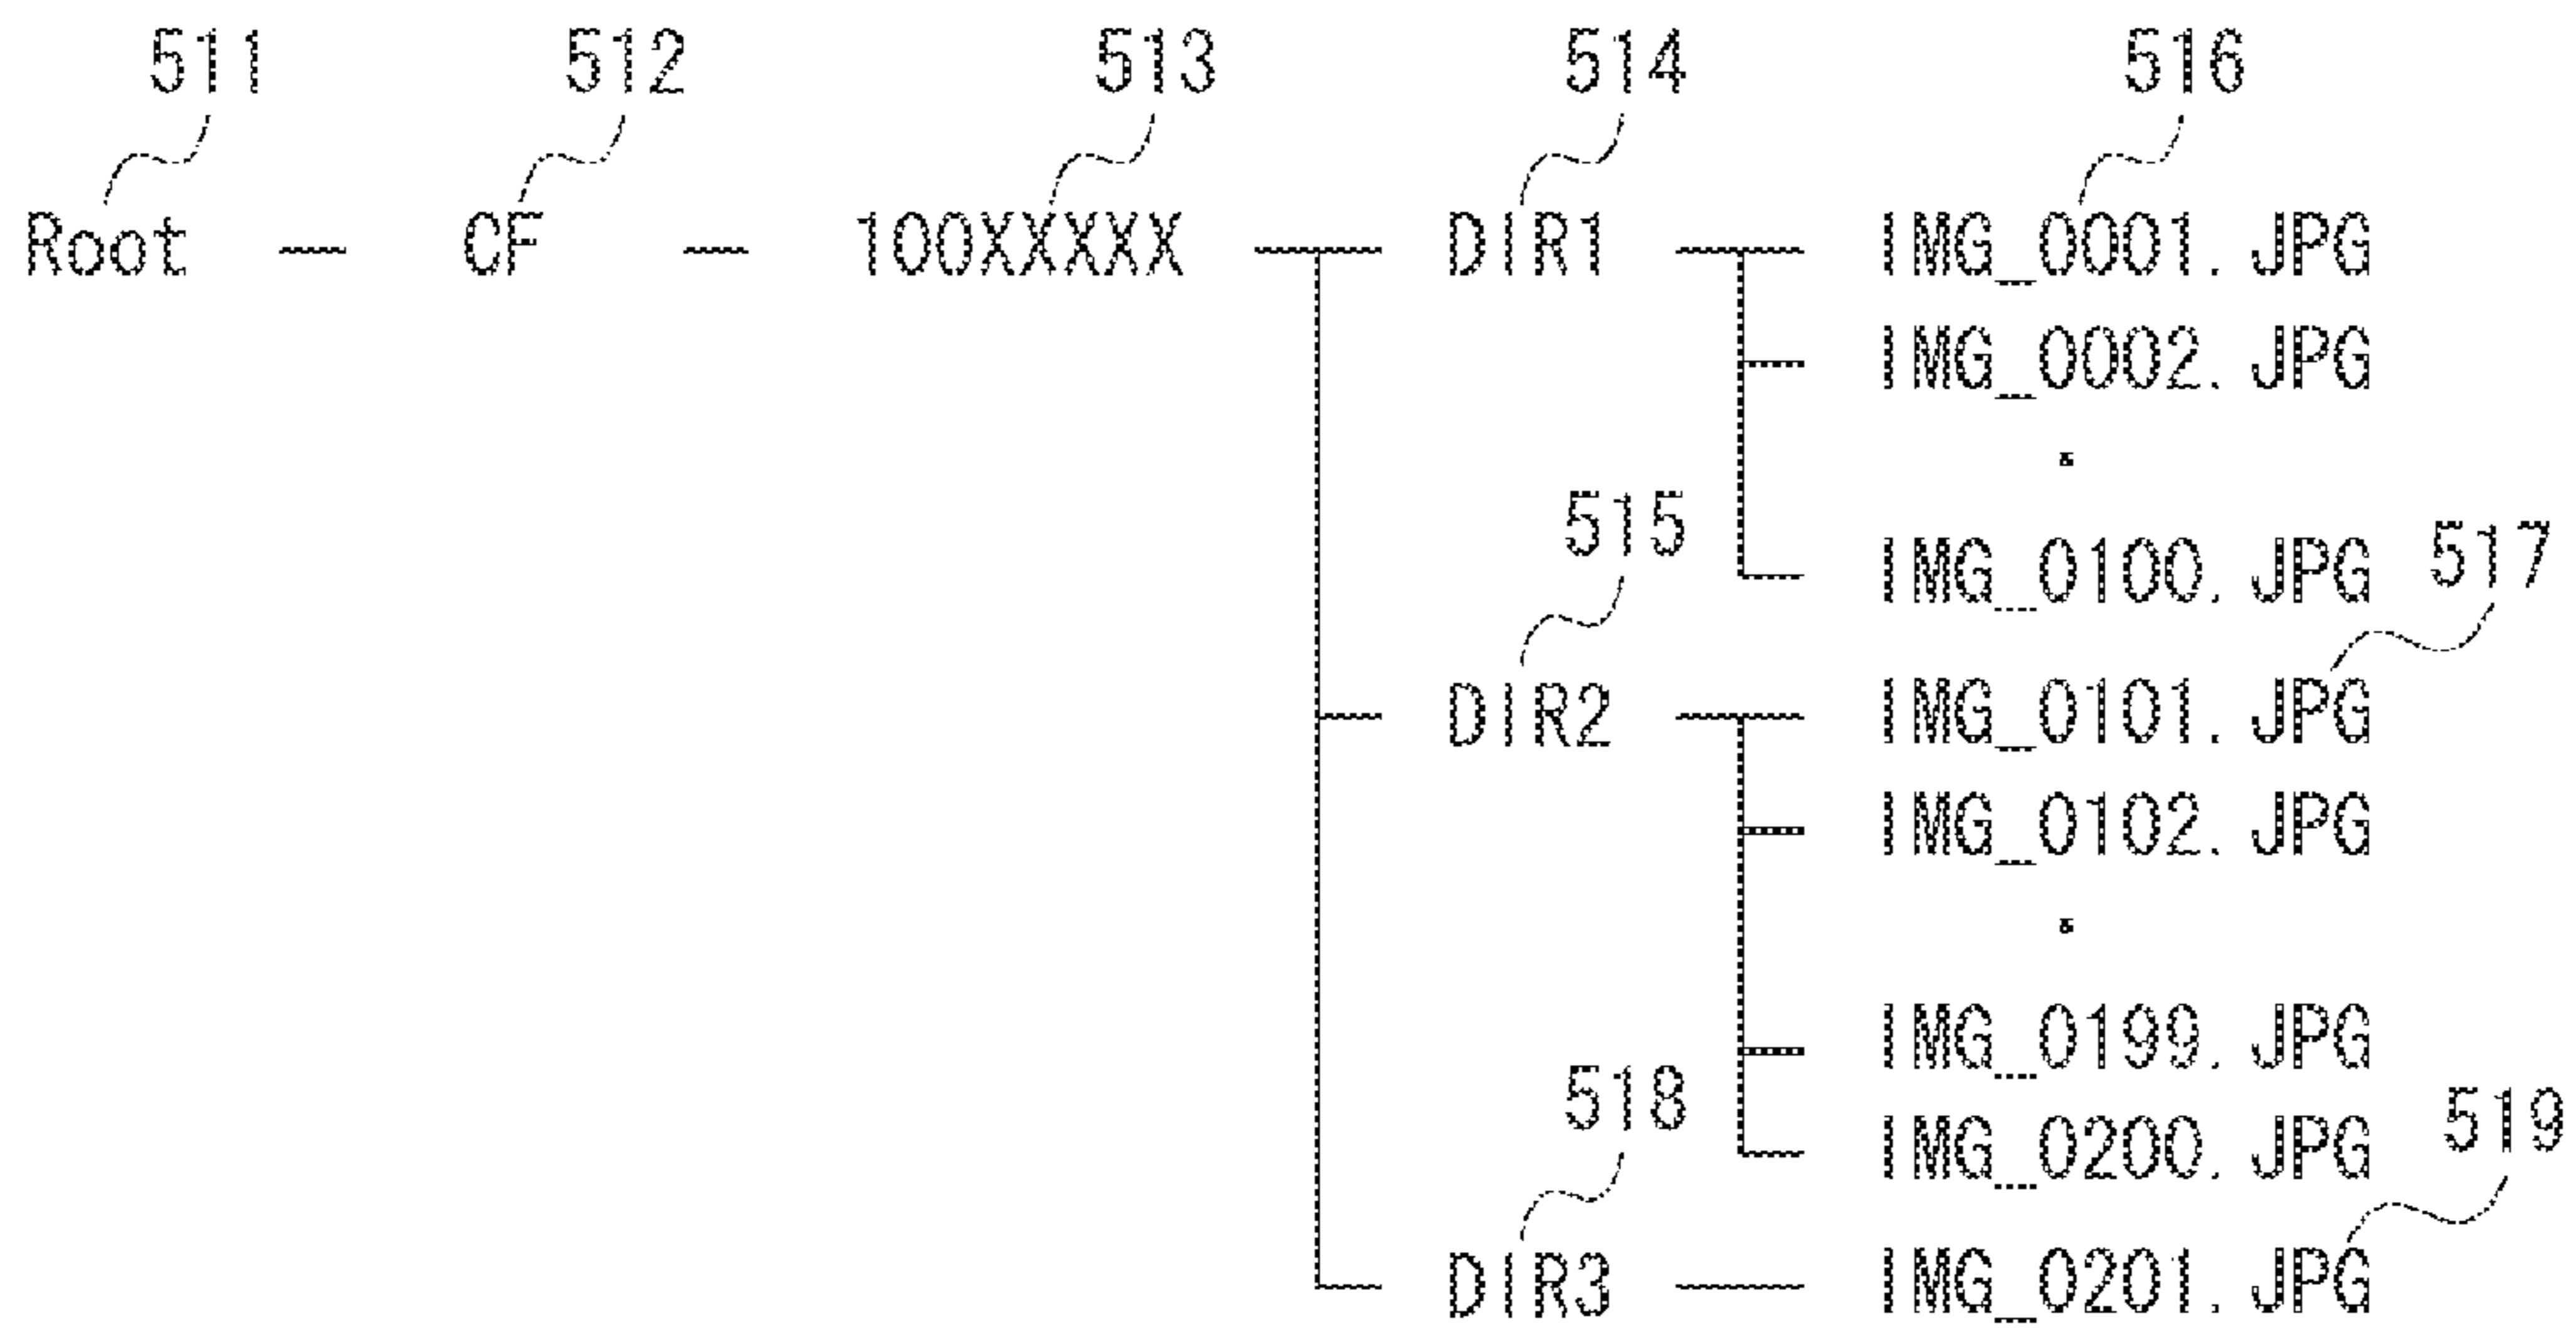 511 512 513 514 516
Root — CF — 100XXXXX — DIR1 — IMG_0001.JPG
IMG_0002.JPG
.
515
IMG_0100.JPG 517
DIR2 — IMG_0101.JPG
IMG_0102.JPG
.
IMG_0199.JPG
518
IMG_0200.JPG 519
DIR3 — IMG_0201.JPG